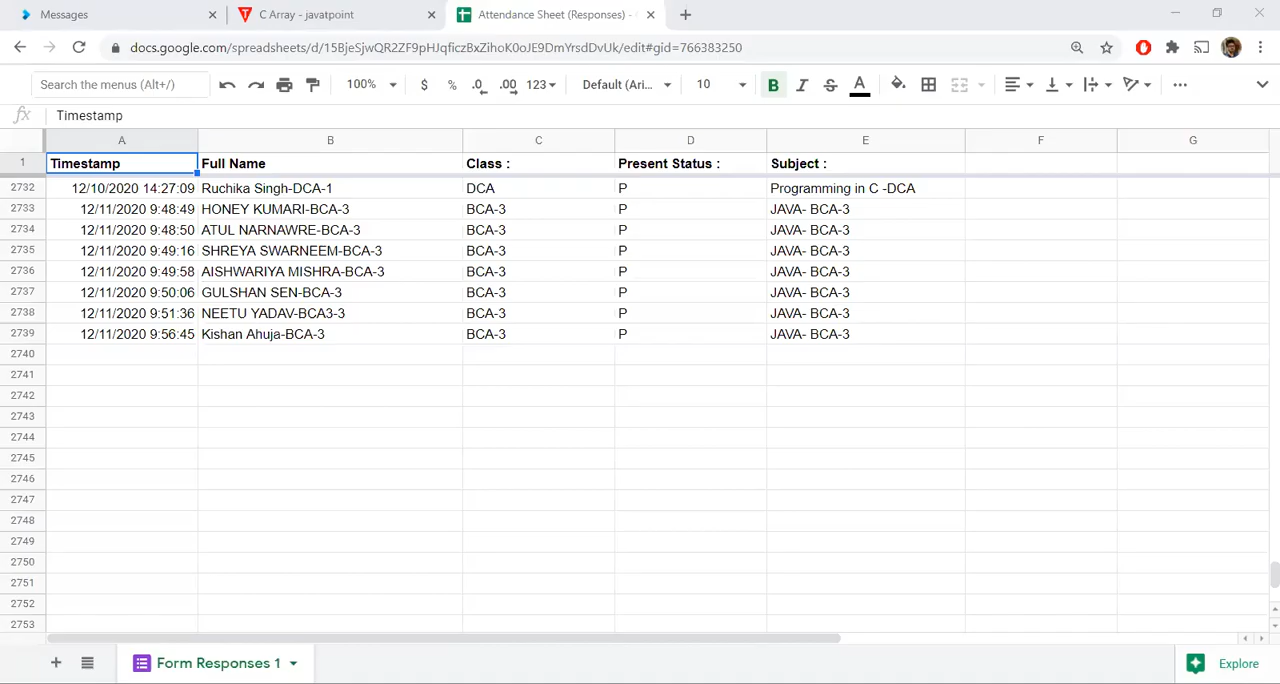 Messages
C Array - javatpoint
Attendance Sheet (Responses) -
docs.google.com/spreadsheets/d/15BjeSjwQR2ZF9pHJqficzBxZihoK0oJE9DmYrsdDvUk/edit#gid=766383250
Search the menus (Alt+/) 100% $ % .0 .00 123 Default (Ari... 10 B I S A ...
fx Timestamp
A B C D E F G
1 Timestamp Full Name Class : Present Status : Subject :
2732 12/10/2020 14:27:09 Ruchika Singh-DCA-1 DCA P Programming in C -DCA
2733 12/11/2020 9:48:49 HONEY KUMARI-BCA-3 BCA-3 P JAVA- BCA-3
2734 12/11/2020 9:48:50 ATUL NARNAWRE-BCA-3 BCA-3 P JAVA- BCA-3
2735 12/11/2020 9:49:16 SHREYA SWARNEEM-BCA-3 BCA-3 P JAVA- BCA-3
2736 12/11/2020 9:49:58 AISHWARIYA MISHRA-BCA-3 BCA-3 P JAVA- BCA-3
2737 12/11/2020 9:50:06 GULSHAN SEN-BCA-3 BCA-3 P JAVA- BCA-3
2738 12/11/2020 9:51:36 NEETU YADAV-BCA3-3 BCA-3 P JAVA- BCA-3
2739 12/11/2020 9:56:45 Kishan Ahuja-BCA-3 BCA-3 P JAVA- BCA-3
2740
2741
2742
2743
2744
2745
2746
2747
2748
2749
2750
2751
2752
2753
Form Responses 1
Explore